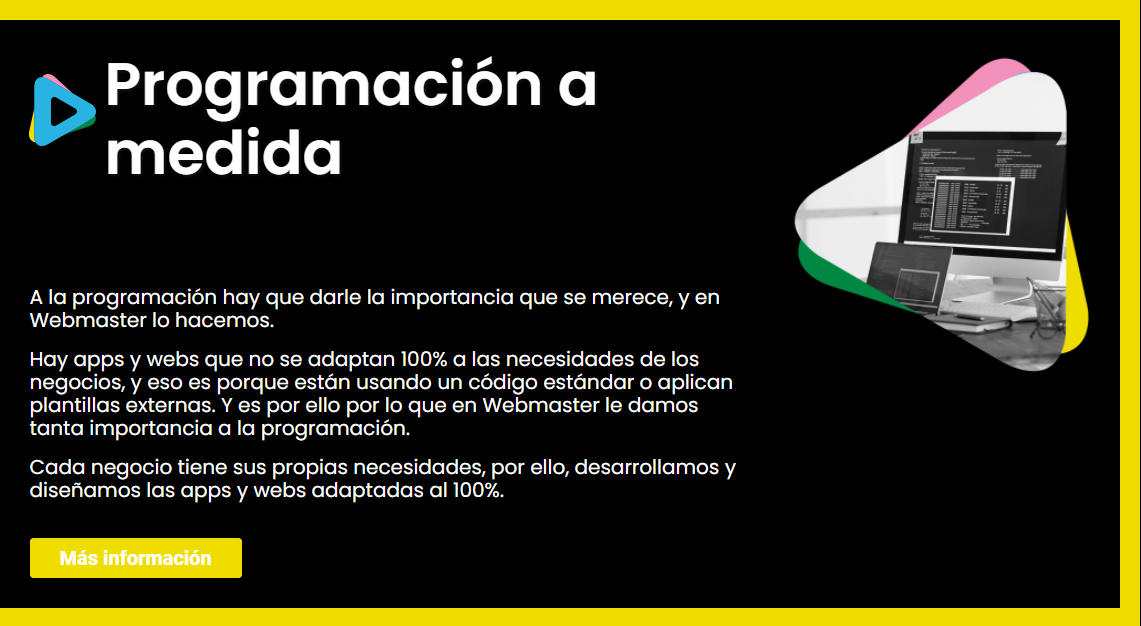 Programación a
medida
A la programación hay que darle la importancia que se merece, y en
Webmaster lo hacemos.
Hay apps y webs que no se adaptan 100% a las necesidades de los
negocios, y eso es porque están usando un código estándar o aplican
plantillas externas. Y es por ello por lo que en Webmaster le damos
tanta importancia a la programación.
Cada negocio tiene sus propias necesidades, por ello, desarrollamos y
diseñamos las apps y webs adaptadas al 100%.
Más información